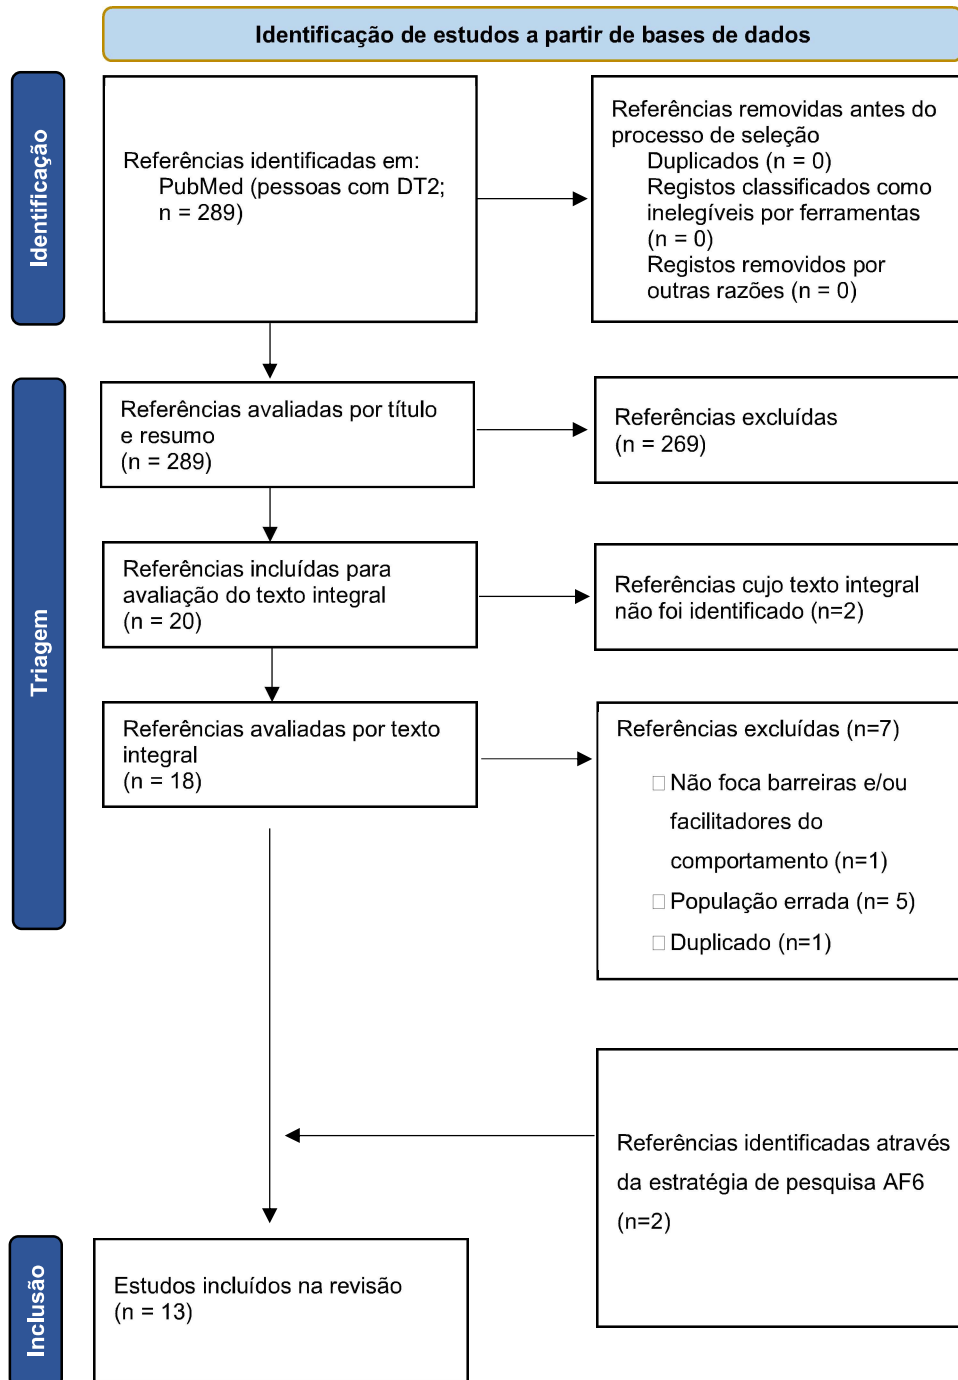 Identificação de estudos a partir de bases de dados
Identificação
Referências identificadas em:
PubMed (pessoas com DT2;
n = 289)
Referências removidas antes do
processo de seleção
Duplicados (n = 0)
Registos classificados como
inelegíveis por ferramentas
(n = 0)
Registos removidos por
outras razões (n = 0)
Triagem
Referências avaliadas por título
e resumo
(n = 289)
Referências excluídas
(n = 269)
Referências incluídas para
avaliação do texto integral
(n = 20)
Referências cujo texto integral
não foi identificado (n=2)
Referências avaliadas por texto
integral
(n = 18)
Referências excluídas (n=7)
Não foca barreiras e/ou
facilitadores do
comportamento (n=1)
População errada (n= 5)
Duplicado (n=1)
Referências identificadas através
da estratégia de pesquisa AF6
(n=2)
Inclusão
Estudos incluídos na revisão
(n = 13)